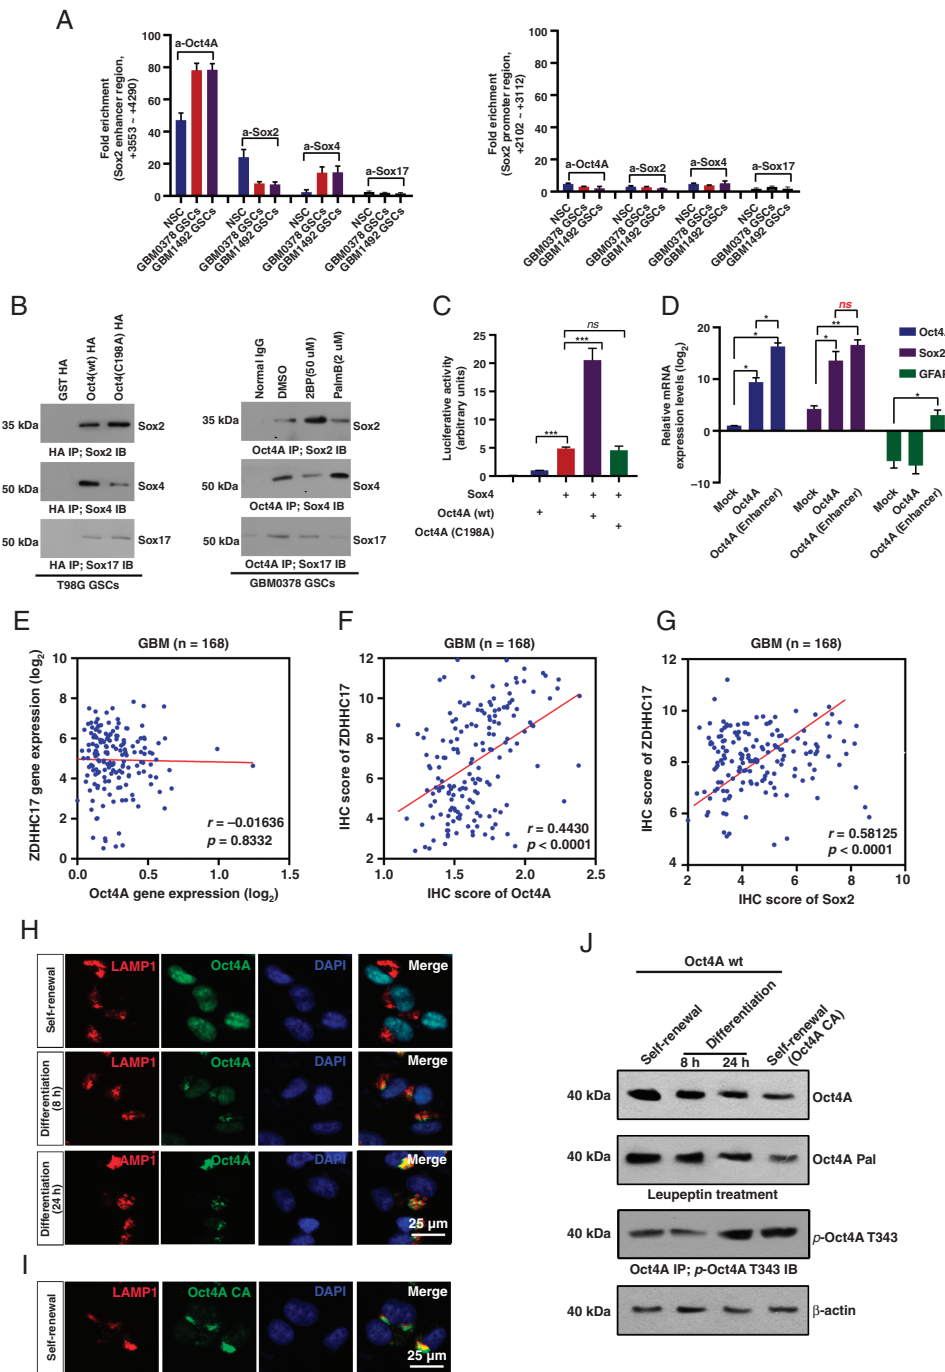 A
Fold enrichment
(Sox2 enhancer region,
+3553 ~ +4290)
100
80
60
40
20
0
a-Oct4A
a-Sox2
a-Sox4
a-Sox17
NSC
GBM0378 GSCs
GBM1492 GSCs
NSC
GBM0378 GSCs
GBM1492 GSCs
NSC
GBM0378 GSCs
GBM1492 GSCs
NSC
GBM0378 GSCs
GBM1492 GSCs
Fold erichment
(Sox2 promoter region,
+2102 ~ +3112)
100
80
60
40
20
0
a-Oct4A
a-Sox2
a-Sox4
a-Sox17
NSC
GBM0378 GSCs
GBM1492 GSCs
NSC
GBM0378 GSCs
GBM1492 GSCs
NSC
GBM0378 GSCs
GBM1492 GSCs
NSC
GBM0378 GSCs
GBM1492 GSCs
B
GST HA
Oct4(wt) HA
Oct4(C198A) HA
35 kDa
Sox2
HA IP; Sox2 IB
50 kDa
Sox4
HA IP; Sox4 IB
50 kDa
Sox17
HA IP; Sox17 IB
T98G GSCs
Normal IgG
DMSO
2BP(50 uM)
PalmB(2 uM)
35 kDa
Sox2
Oct4A IP; Sox2 IB
50 kDa
Sox4
Oct4A IP; Sox4 IB
50 kDa
Sox17
Oct4A IP; Sox17 IB
GBM0378 GSCs
C
Luciferative activity
(arbitrary units)
25
20
15
10
5
0
ns
***
***
Sox4 + + +
Oct4A (wt) + +
Oct4A (C198A) +
D
Relative mRNA
expression levels (log2)
20
10
0
−10
* * *
ns
** *
*
Oct4A
Sox2
GFAP
Mock
Oct4A
Oct4A (Enhancer)
Mock
Oct4A
Oct4A (Enhancer)
Mock
Oct4A
Oct4A (Enhancer)
E
GBM (n = 168)
ZDHHC17 gene expression (log2)
10
8
6
4
2
0
r = −0.01636
p = 0.8332
0.0 0.5 1.0 1.5
Oct4A gene expression (log2)
F
GBM (n = 168)
IHC score of ZDHHC17
12
10
8
6
4
2
r = 0.4430
p < 0.0001
1.0 1.5 2.0 2.5
IHC score of Oct4A
G
GBM (n = 168)
IHC score of ZDHHC17
12
10
8
6
4
r = 0.58125
p < 0.0001
2 4 6 8 10
IHC score of Sox2
H
Self-renewal
LAMP1 Oct4A DAPI Merge
Differentiation
(8 h)
LAMP1 Oct4A DAPI Merge
Differentiation
(24 h)
LAMP1 Oct4A DAPI Merge
25 μm
I
Self-renewal
LAMP1 Oct4A CA DAPI Merge
25 μm
J
Oct4A wt
Self-renewal
Differentiation
8 h 24 h
Self-renewal
(Oct4A CA)
40 kDa
Oct4A
40 kDa
Oct4A Pal
Leupeptin treatment
40 kDa
p-Oct4A T343
Oct4A IP; p-Oct4A T343 IB
40 kDa
β-actin